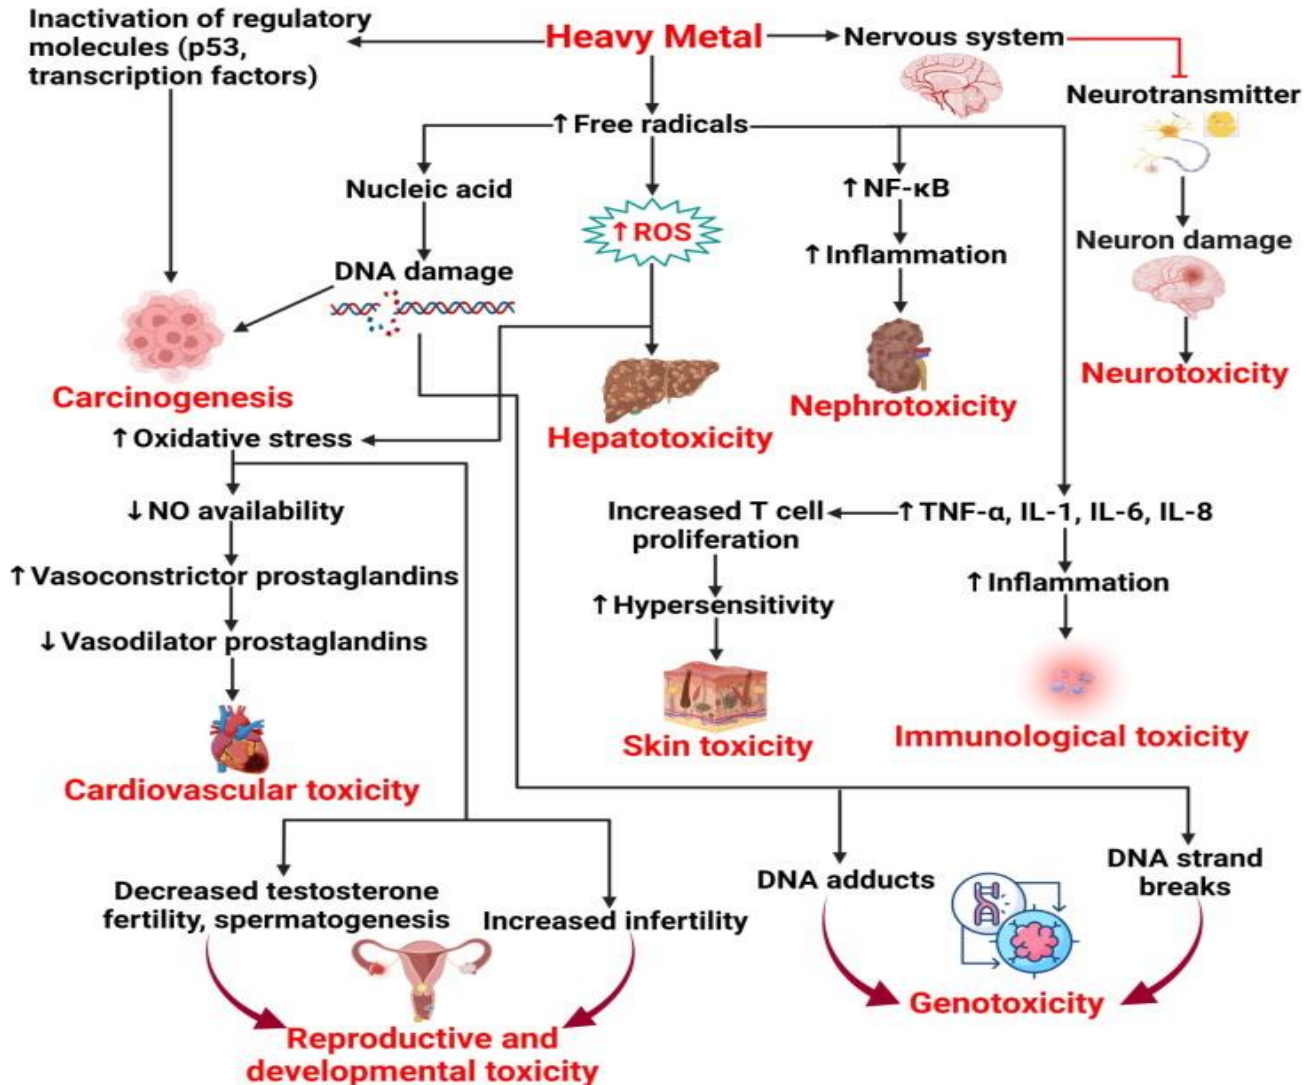 Inactivation of regulatory
molecules (p53,
transcription factors)
Heavy Metal
Nervous system
Neurotransmitter
↑Free radicals
Nucleic acid
↑ROS
↑NF-κB
Neuron damage
DNA damage
↑Inflammation
Carcinogenesis
Hepatotoxicity
Nephrotoxicity
Neurotoxicity
↑Oxidative stress
↓NO availability
↑Vasoconstrictor prostaglandins
↓Vasodilator prostaglandins
Cardiovascular toxicity
Increased T cell
proliferation
↑TNF-α, IL-1, IL-6, IL-8
↑Hypersensitivity
↑Inflammation
Skin toxicity
Immunological toxicity
Decreased testosterone
fertility, spermatogenesis
Increased infertility
DNA adducts
DNA strand
breaks
Reproductive and
developmental toxicity
Genotoxicity